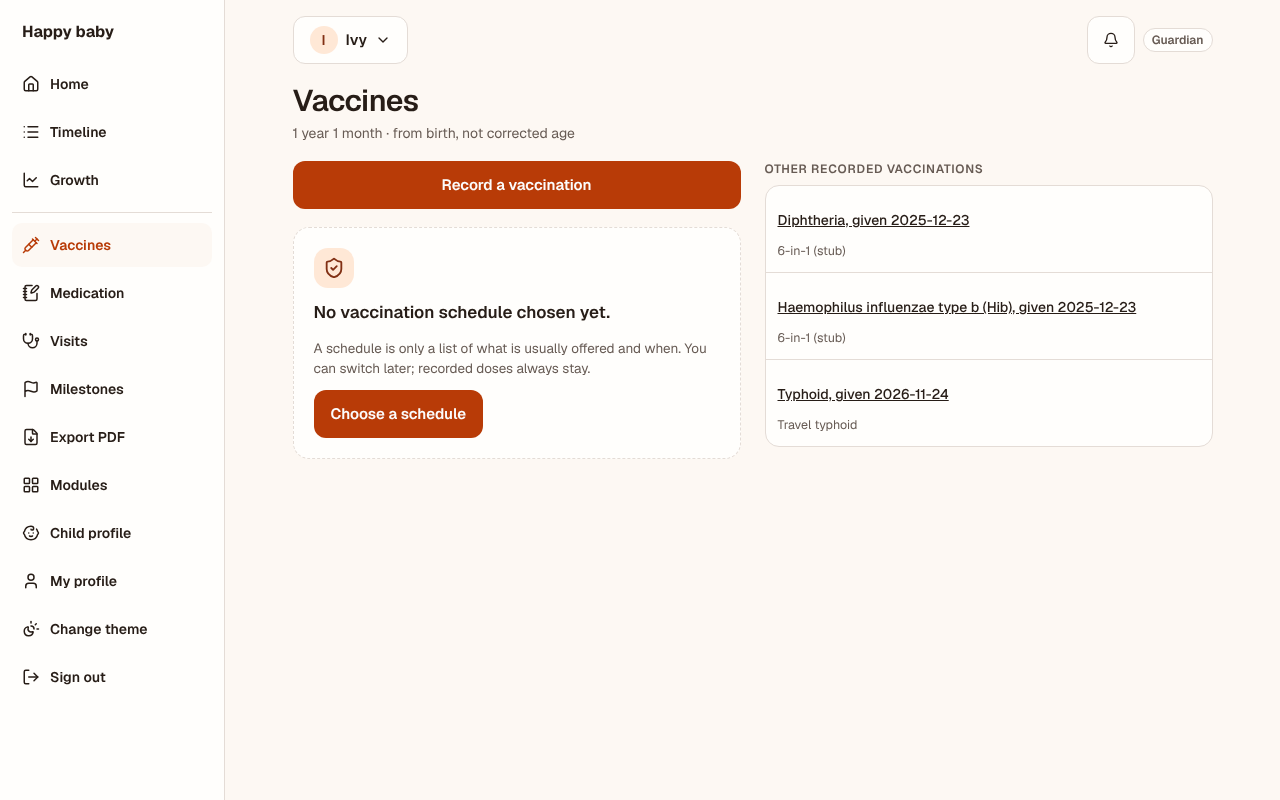 Happy baby
Home
Timeline
Growth
Vaccines
Medication
Visits
Milestones
Export PDF
Modules
Child profile
My profile
Change theme
Sign out
I Ivy
Guardian
Vaccines
1 year 1 month · from birth, not corrected age
Record a vaccination
No vaccination schedule chosen yet.
A schedule is only a list of what is usually offered and when. You
can switch later; recorded doses always stay.
Choose a schedule
OTHER RECORDED VACCINATIONS
Diphtheria, given 2025-12-23
6-in-1 (stub)
Haemophilus influenzae type b (Hib), given 2025-12-23
6-in-1 (stub)
Typhoid, given 2026-11-24
Travel typhoid